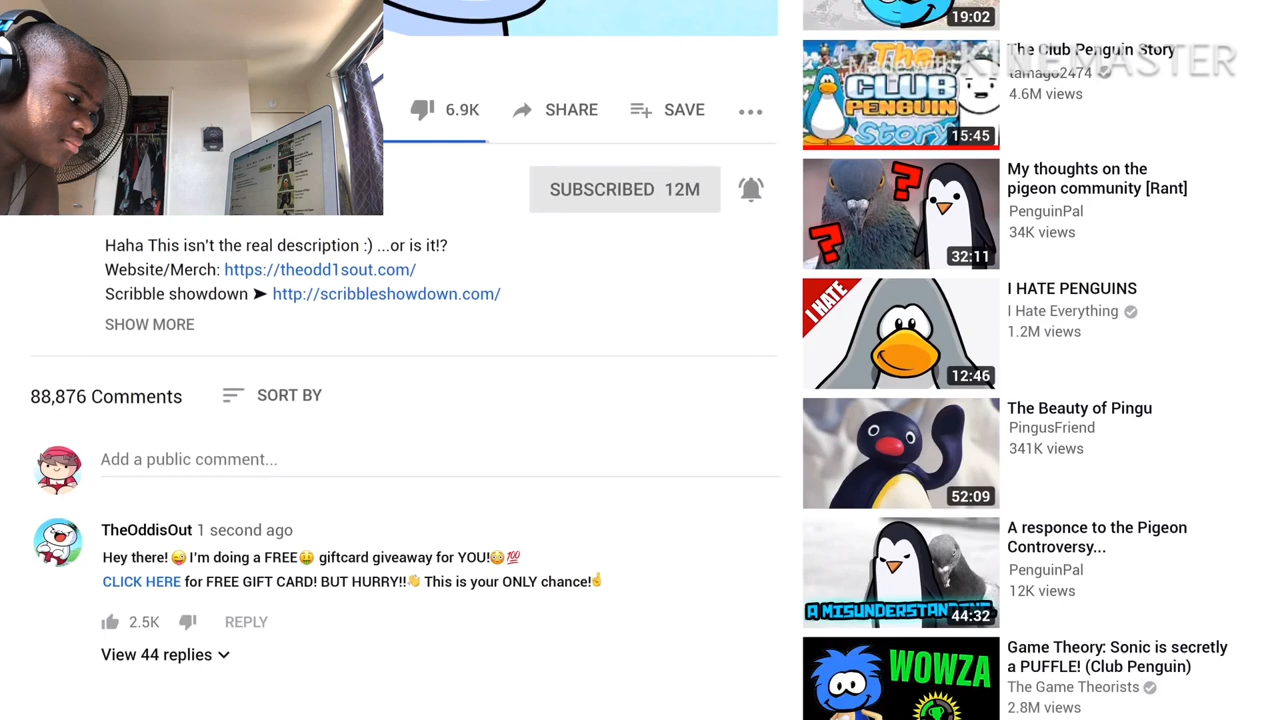 19:02
Made with KINEMASTER
The Club Penguin Story
tamago2474
4.6M views
The
CLUB
PENGUIN
Story
15:45
6.9K
SHARE
SAVE
SUBSCRIBED 12M
My thoughts on the
pigeon community [Rant]
PenguinPal
34K views
? ?
32:11
Haha This isn't the real description :) ...or is it!?
Website/Merch: https://theodd1sout.com/
Scribble showdown ➤ http://scribbleshowdown.com/
SHOW MORE
I HATE
12:46
I HATE PENGUINS
I Hate Everything
1.2M views
88,876 Comments
SORT BY
Add a public comment...
52:09
The Beauty of Pingu
PingusFriend
341K views
TheOddisOut 1 second ago
Hey there! 😜 I'm doing a FREE🤑 giftcard giveaway for YOU!😳💯
CLICK HERE for FREE GIFT CARD! BUT HURRY!!👋 This is your ONLY chance!☝
2.5K
REPLY
View 44 replies
44:32
A responce to the Pigeon
Controversy...
PenguinPal
12K views
WOWZA
Game Theory: Sonic is secretly
a PUFFLE! (Club Penguin)
The Game Theorists
2.8M views